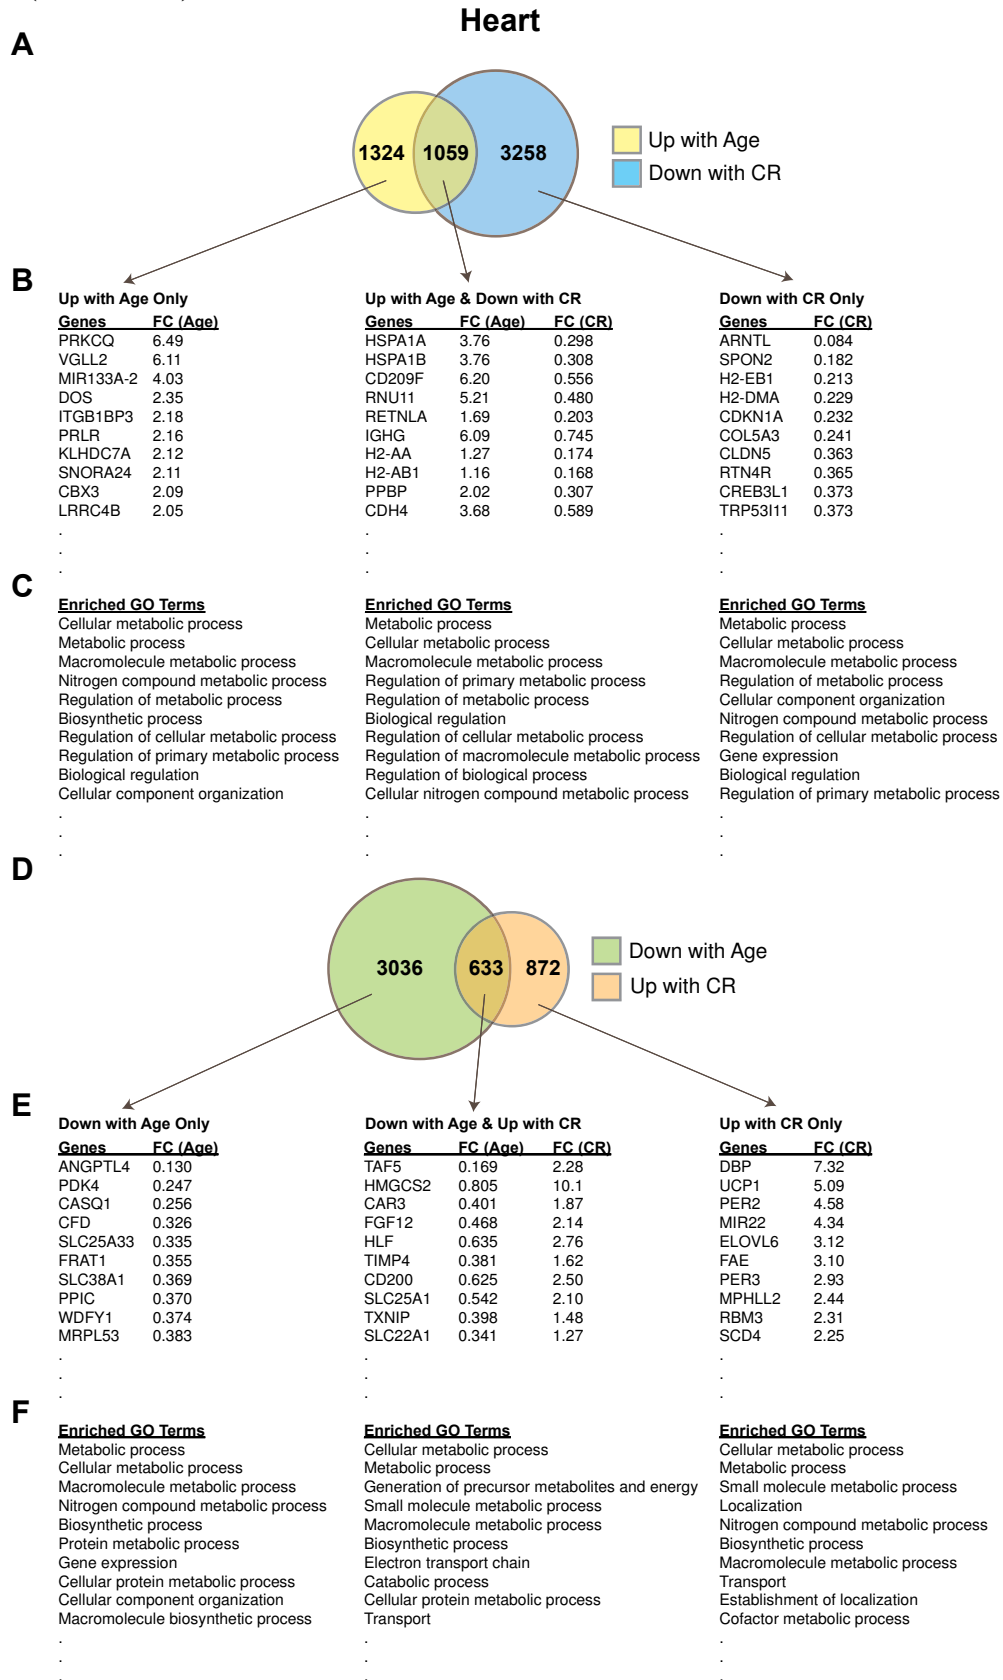 Heart
A
1324 1059 3258
Up with Age
Down with CR
B
Up with Age Only
Genes FC (Age)
PRKCQ 6.49
VGLL2 6.11
MIR133A-2 4.03
DOS 2.35
ITGB1BP3 2.18
PRLR 2.16
KLHDC7A 2.12
SNORA24 2.11
CBX3 2.09
LRRC4B 2.05
.
.
.
Up with Age & Down with CR
Genes FC (Age) FC (CR)
HSPA1A 3.76 0.298
HSPA1B 3.76 0.308
CD209F 6.20 0.556
RNU11 5.21 0.480
RETNLA 1.69 0.203
IGHG 6.09 0.745
H2-AA 1.27 0.174
H2-AB1 1.16 0.168
PPBP 2.02 0.307
CDH4 3.68 0.589
.
.
.
Down with CR Only
Genes FC (CR)
ARNTL 0.084
SPON2 0.182
H2-EB1 0.213
H2-DMA 0.229
CDKN1A 0.232
COL5A3 0.241
CLDN5 0.363
RTN4R 0.365
CREB3L1 0.373
TRP53I11 0.373
.
.
.
C
Enriched GO Terms
Cellular metabolic process
Metabolic process
Macromolecule metabolic process
Nitrogen compound metabolic process
Regulation of metabolic process
Biosynthetic process
Regulation of cellular metabolic process
Regulation of primary metabolic process
Biological regulation
Cellular component organization
.
.
.
Enriched GO Terms
Metabolic process
Cellular metabolic process
Macromolecule metabolic process
Regulation of primary metabolic process
Regulation of metabolic process
Biological regulation
Regulation of cellular metabolic process
Regulation of macromolecule metabolic process
Regulation of biological process
Cellular nitrogen compound metabolic process
.
.
.
Enriched GO Terms
Metabolic process
Cellular metabolic process
Macromolecule metabolic process
Regulation of metabolic process
Cellular component organization
Nitrogen compound metabolic process
Regulation of cellular metabolic process
Gene expression
Biological regulation
Regulation of primary metabolic process
.
.
.
D
3036 633 872
Down with Age
Up with CR
E
Down with Age Only
Genes FC (Age)
ANGPTL4 0.130
PDK4 0.247
CASQ1 0.256
CFD 0.326
SLC25A33 0.335
FRAT1 0.355
SLC38A1 0.369
PPIC 0.370
WDFY1 0.374
MRPL53 0.383
.
.
.
Down with Age & Up with CR
Genes FC (Age) FC (CR)
TAF5 0.169 2.28
HMGCS2 0.805 10.1
CAR3 0.401 1.87
FGF12 0.468 2.14
HLF 0.635 2.76
TIMP4 0.381 1.62
CD200 0.625 2.50
SLC25A1 0.542 2.10
TXNIP 0.398 1.48
SLC22A1 0.341 1.27
.
.
.
Up with CR Only
Genes FC (CR)
DBP 7.32
UCP1 5.09
PER2 4.58
MIR22 4.34
ELOVL6 3.12
FAE 3.10
PER3 2.93
MPHLL2 2.44
RBM3 2.31
SCD4 2.25
.
.
.
F
Enriched GO Terms
Metabolic process
Cellular metabolic process
Macromolecule metabolic process
Nitrogen compound metabolic process
Biosynthetic process
Protein metabolic process
Gene expression
Cellular protein metabolic process
Cellular component organization
Macromolecule biosynthetic process
.
.
.
Enriched GO Terms
Cellular metabolic process
Metabolic process
Generation of precursor metabolites and energy
Small molecule metabolic process
Macromolecule metabolic process
Biosynthetic process
Electron transport chain
Catabolic process
Cellular protein metabolic process
Transport
.
.
.
Enriched GO Terms
Cellular metabolic process
Metabolic process
Small molecule metabolic process
Localization
Nitrogen compound metabolic process
Biosynthetic process
Macromolecule metabolic process
Transport
Establishment of localization
Cofactor metabolic process
.
.
.